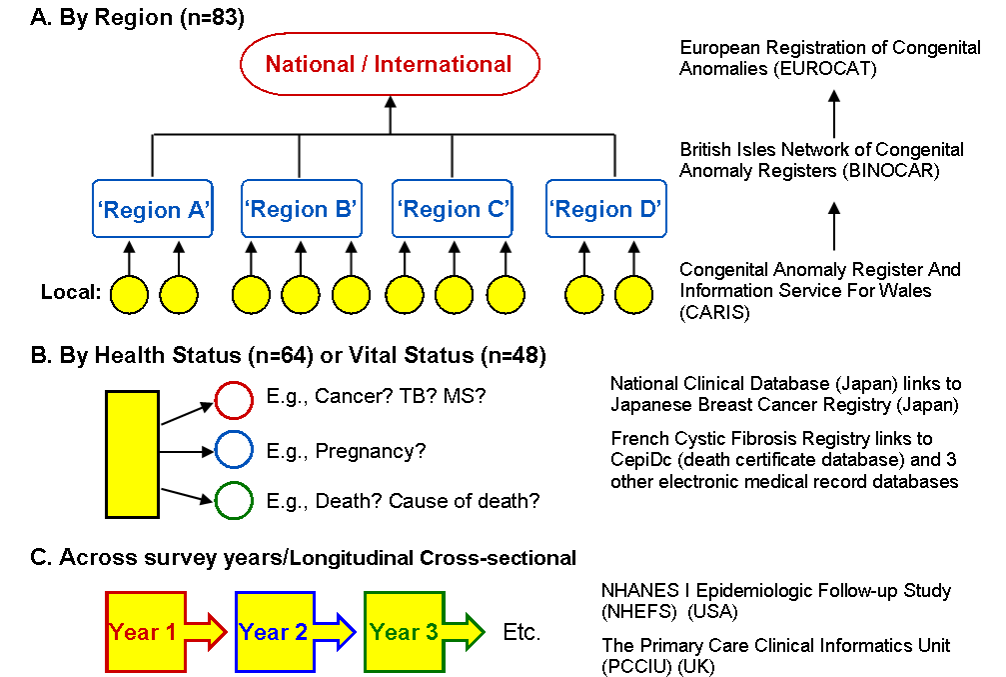 A. By Region (n=83)
National / International
European Registration of Congenital
Anomalies (EUROCAT)
British Isles Network of Congenital
Anomaly Registers (BINOCAR)
‘Region A’
‘Region B’
‘Region C’
‘Region D’
Local:
Congenital Anomaly Register And
Information Service For Wales
(CARIS)
B. By Health Status (n=64) or Vital Status (n=48)
E.g., Cancer? TB? MS?
E.g., Pregnancy?
E.g., Death? Cause of death?
National Clinical Database (Japan) links to
Japanese Breast Cancer Registry (Japan)
French Cystic Fibrosis Registry links to
CepiDc (death certificate database) and 3
other electronic medical record databases
C. Across survey years/Longitudinal Cross-sectional
Year 1
Year 2
Year 3
Etc.
NHANES I Epidemiologic Follow-up Study
(NHEFS) (USA)
The Primary Care Clinical Informatics Unit
(PCCIU) (UK)